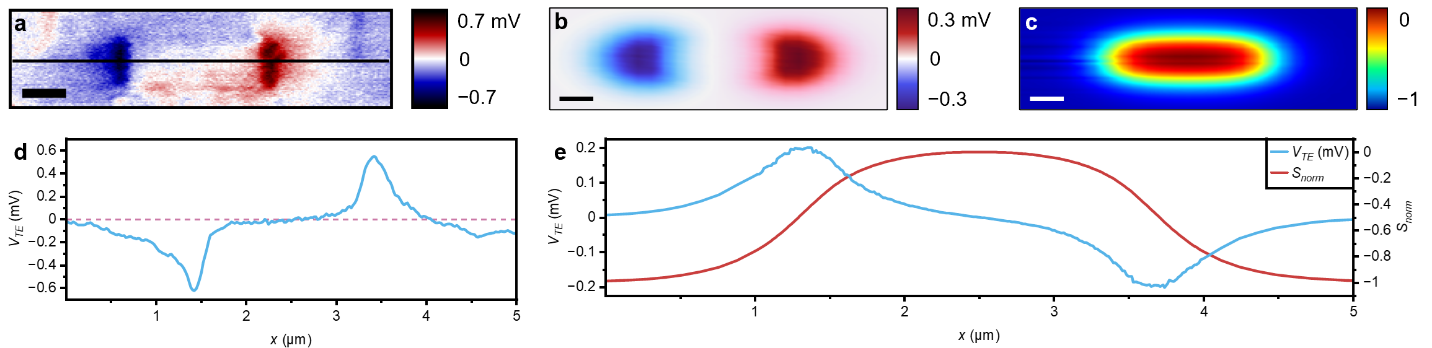 a
0.7 mV
0
−0.7
b
0.3 mV
0
−0.3
c
0
−1
d
V_TE (mV)
0.6
0.4
0.2
0
−0.2
−0.4
−0.6
1
2
3
4
5
x (μm)
e
V_TE (mV)
0.2
0.1
0
−0.1
−0.2
1
2
3
4
5
x (μm)
V_TE (mV)
S_norm
0
−0.2
−0.4
−0.6
−0.8
−1
S_norm